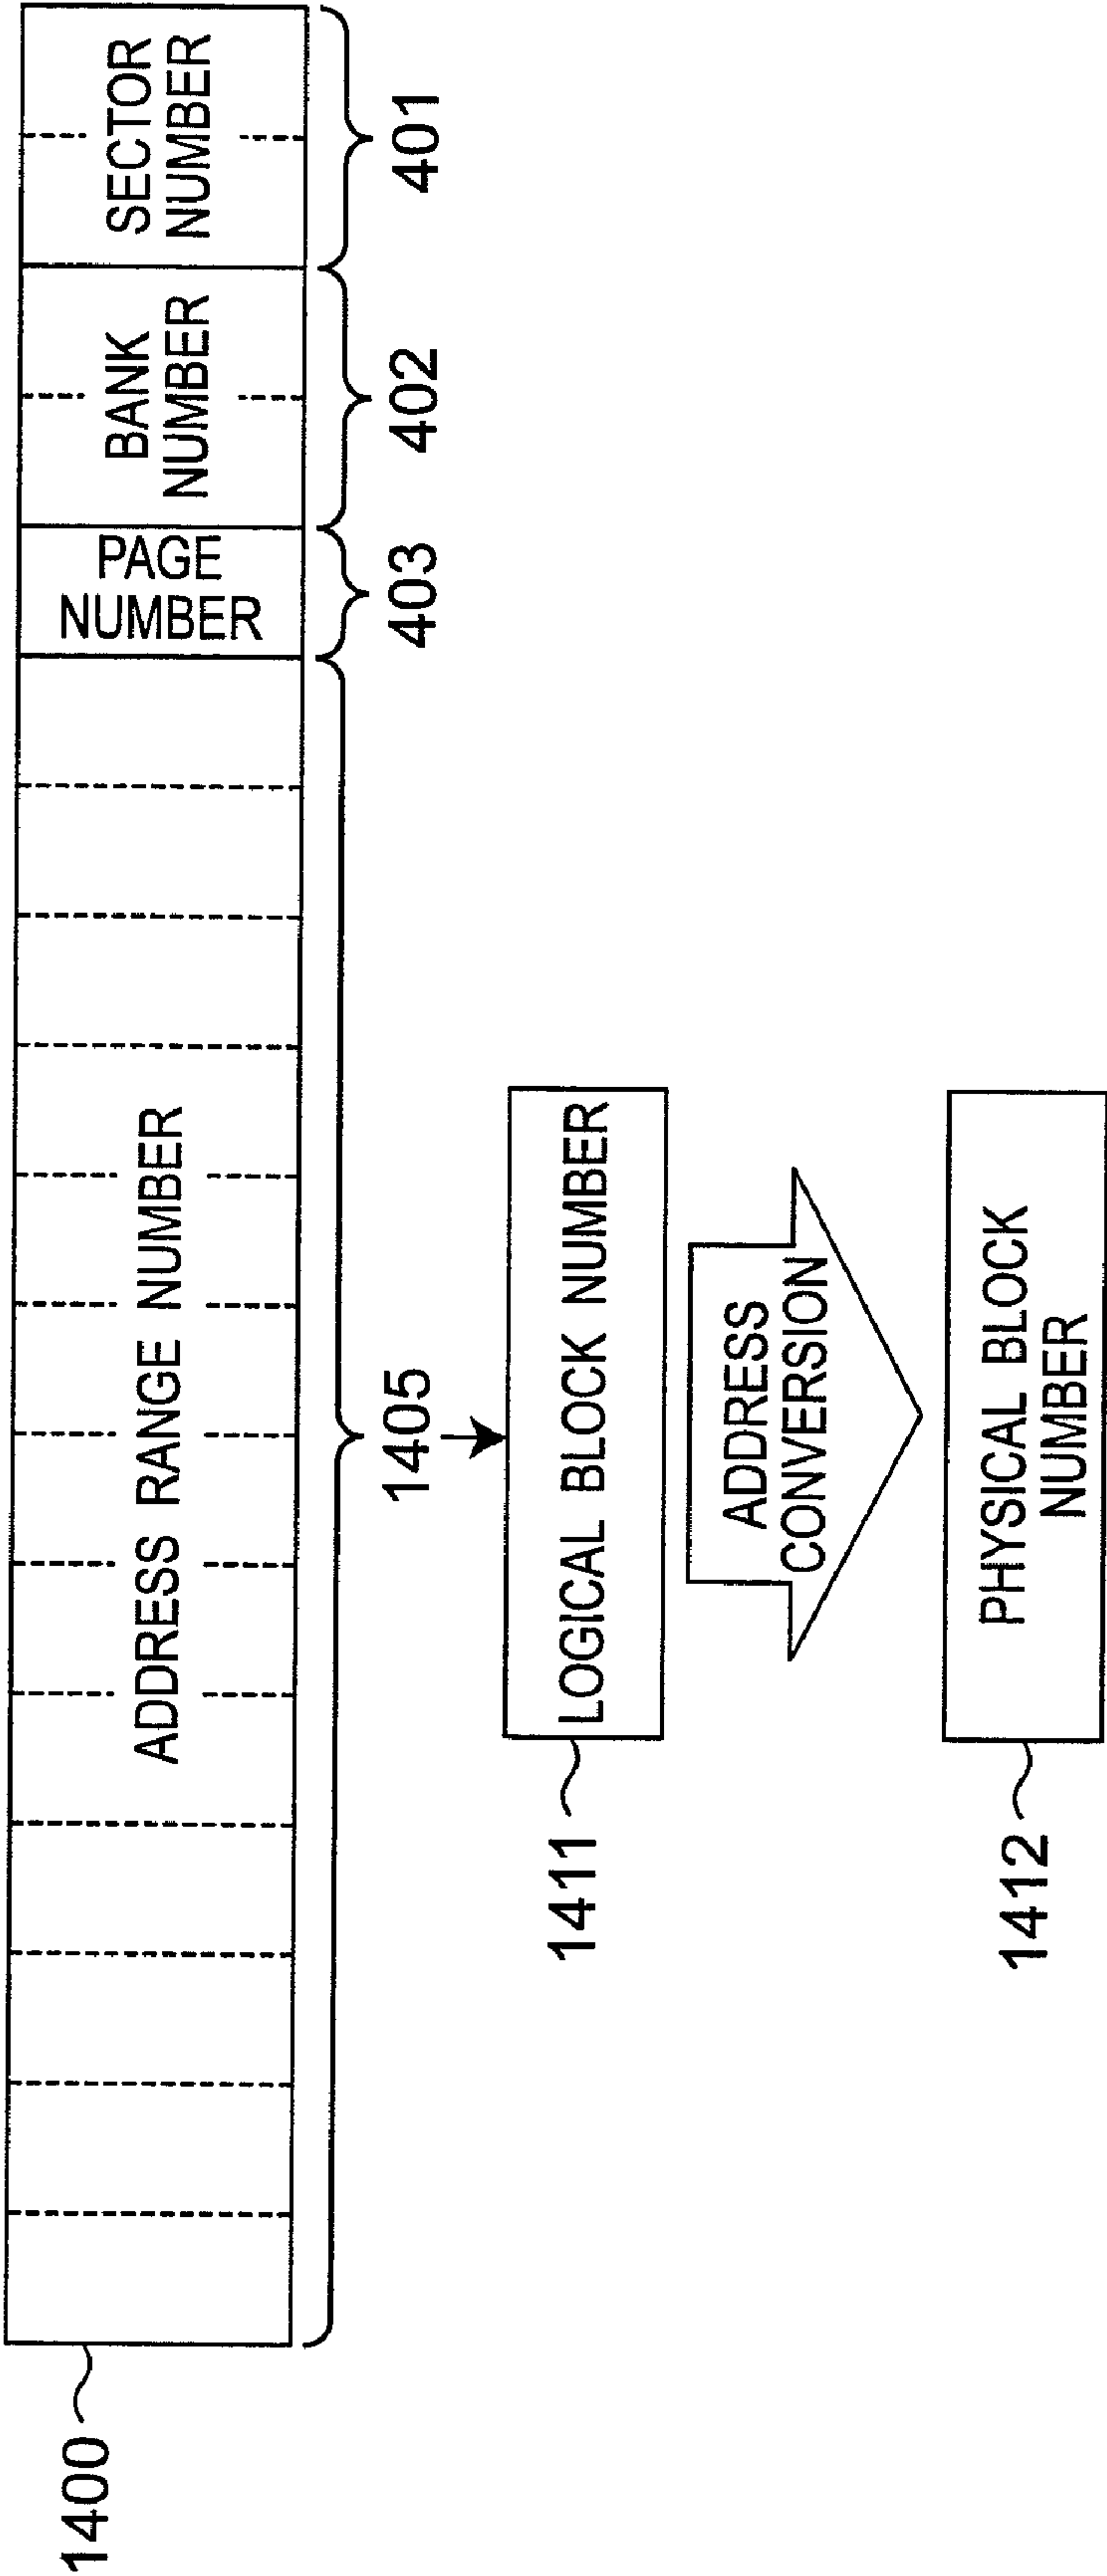 1400
ADDRESS RANGE NUMBER
PAGE
NUMBER
BANK
NUMBER
SECTOR
NUMBER
1405
403
402
401
1411
LOGICAL BLOCK NUMBER
ADDRESS
CONVERSION
1412
PHYSICAL BLOCK
NUMBER